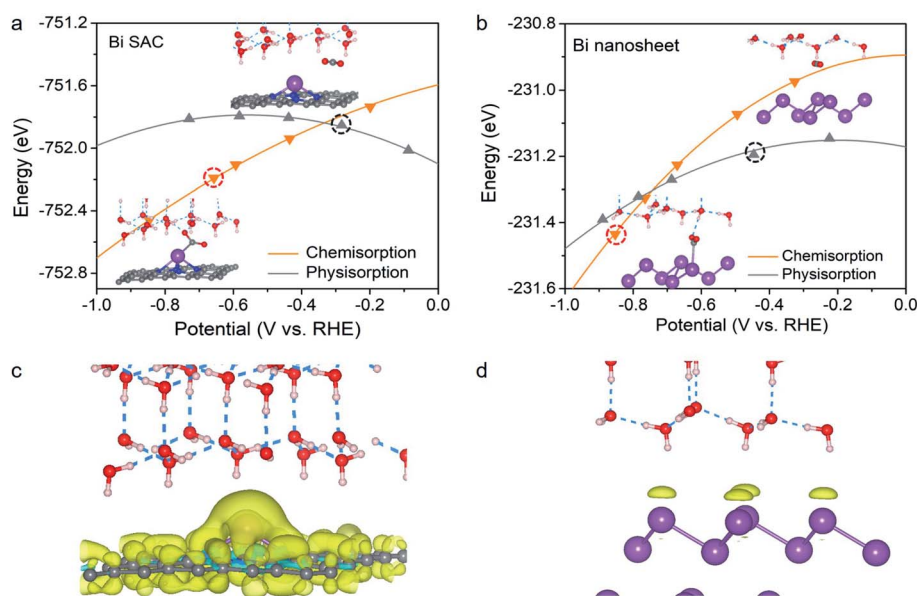 a
Bi SAC
-751.2
-751.6
-752.0
-752.4
-752.8
Energy (eV)
Chemisorption
Physisorption
-1.0 -0.8 -0.6 -0.4 -0.2 0.0
Potential (V vs. RHE)
b
Bi nanosheet
-230.8
-231.0
-231.2
-231.4
-231.6
Energy (eV)
Chemisorption
Physisorption
-1.0 -0.8 -0.6 -0.4 -0.2 0.0
Potential (V vs. RHE)
c
d